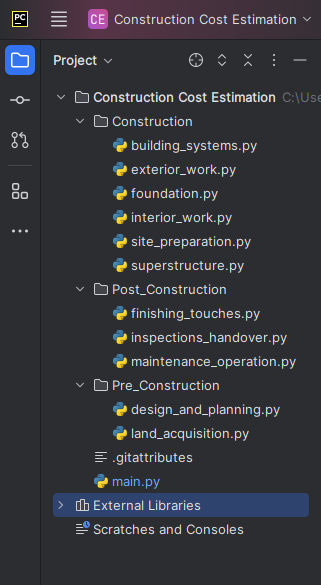 PC
CE Construction Cost Estimation
Project
Construction Cost Estimation C:\Use
Construction
building_systems.py
exterior_work.py
foundation.py
interior_work.py
site_preparation.py
superstructure.py
Post_Construction
finishing_touches.py
inspections_handover.py
maintenance_operation.py
Pre_Construction
design_and_planning.py
land_acquisition.py
.gitattributes
main.py
External Libraries
Scratches and Consoles